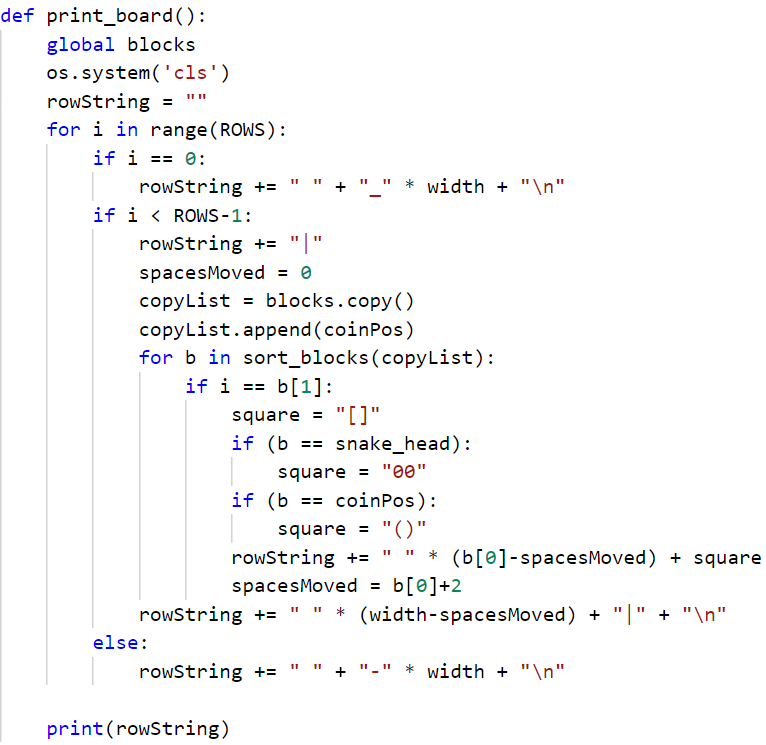 def print_board():
    global blocks
    os.system('cls')
    rowString = ""
    for i in range(ROWS):
        if i == 0:
            rowString += " " + "_" * width + "\n"
        if i < ROWS-1:
            rowString += "|"
            spacesMoved = 0
            copyList = blocks.copy()
            copyList.append(coinPos)
            for b in sort_blocks(copyList):
                if i == b[1]:
                    square = "[]"
                    if (b == snake_head):
                        square = "00"
                    if (b == coinPos):
                        square = "()"
                    rowString += " " * (b[0]-spacesMoved) + square
                    spacesMoved = b[0]+2
            rowString += " " * (width-spacesMoved) + "|" + "\n"
        else:
            rowString += " " + "-" * width + "\n"

    print(rowString)